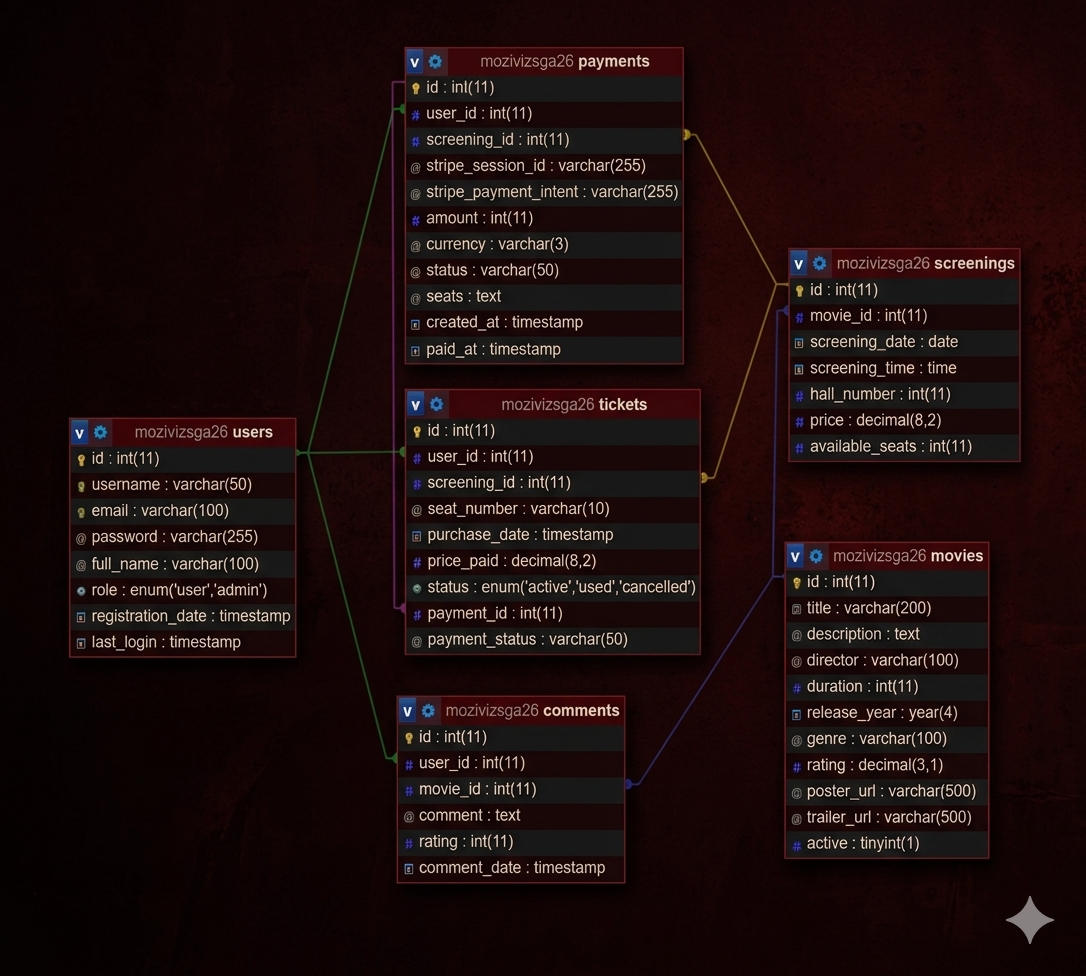 v mozivizsga26 payments
id : int(11)
# user_id : int(11)
screening_id : int(11)
@ stripe_session_id : varchar(255)
@ stripe_payment_intent : varchar(255)
# amount : int(11)
@ currency : varchar(3)
@ status : varchar(50)
@ seats : text
created_at : timestamp
paid_at : timestamp
v mozivizsga26 tickets
id : int(11)
# user_id : int(11)
# screening_id : int(11)
@ seat_number : varchar(10)
purchase_date : timestamp
# price_paid : decimal(8,2)
status : enum('active','used','cancelled')
# payment_id : int(11)
@ payment_status : varchar(50)
v mozivizsga26 users
id : int(11)
username : varchar(50)
email : varchar(100)
@ password : varchar(255)
@ full_name : varchar(100)
role : enum('user','admin')
registration_date : timestamp
last_login : timestamp
v mozivizsga26 comments
id : int(11)
# user_id : int(11)
# movie_id : int(11)
@ comment : text
# rating : int(11)
comment_date : timestamp
v mozivizsga26 screenings
id : int(11)
# movie_id : int(11)
screening_date : date
screening_time : time
# hall_number : int(11)
# price : decimal(8,2)
# available_seats : int(11)
v mozivizsga26 movies
id : int(11)
title : varchar(200)
@ description : text
@ director : varchar(100)
# duration : int(11)
release_year : year(4)
@ genre : varchar(100)
# rating : decimal(3,1)
@ poster_url : varchar(500)
@ trailer_url : varchar(500)
# active : tinyint(1)